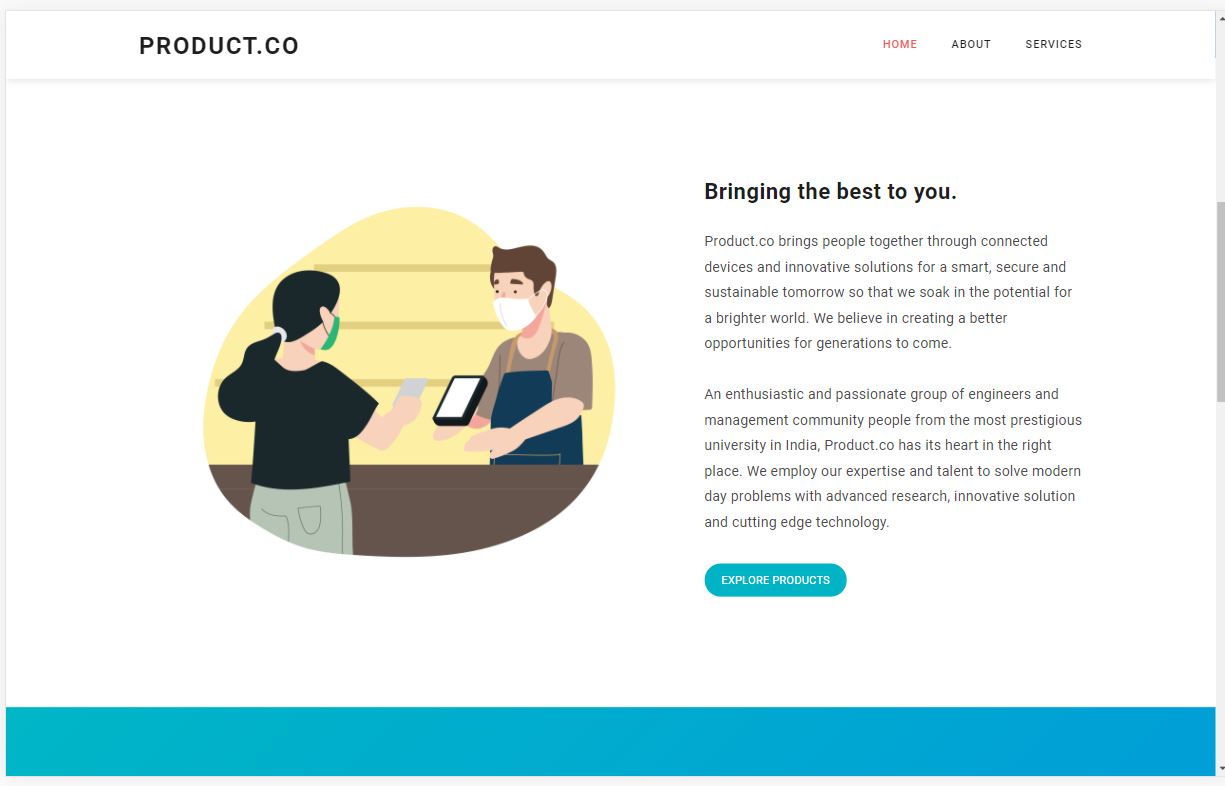 PRODUCT.CO
HOME ABOUT SERVICES
Bringing the best to you.
Product.co brings people together through connected
devices and innovative solutions for a smart, secure and
sustainable tomorrow so that we soak in the potential for
a brighter world. We believe in creating a better
opportunities for generations to come.
An enthusiastic and passionate group of engineers and
management community people from the most prestigious
university in India, Product.co has its heart in the right
place. We employ our expertise and talent to solve modern
day problems with advanced research, innovative solution
and cutting edge technology.
EXPLORE PRODUCTS